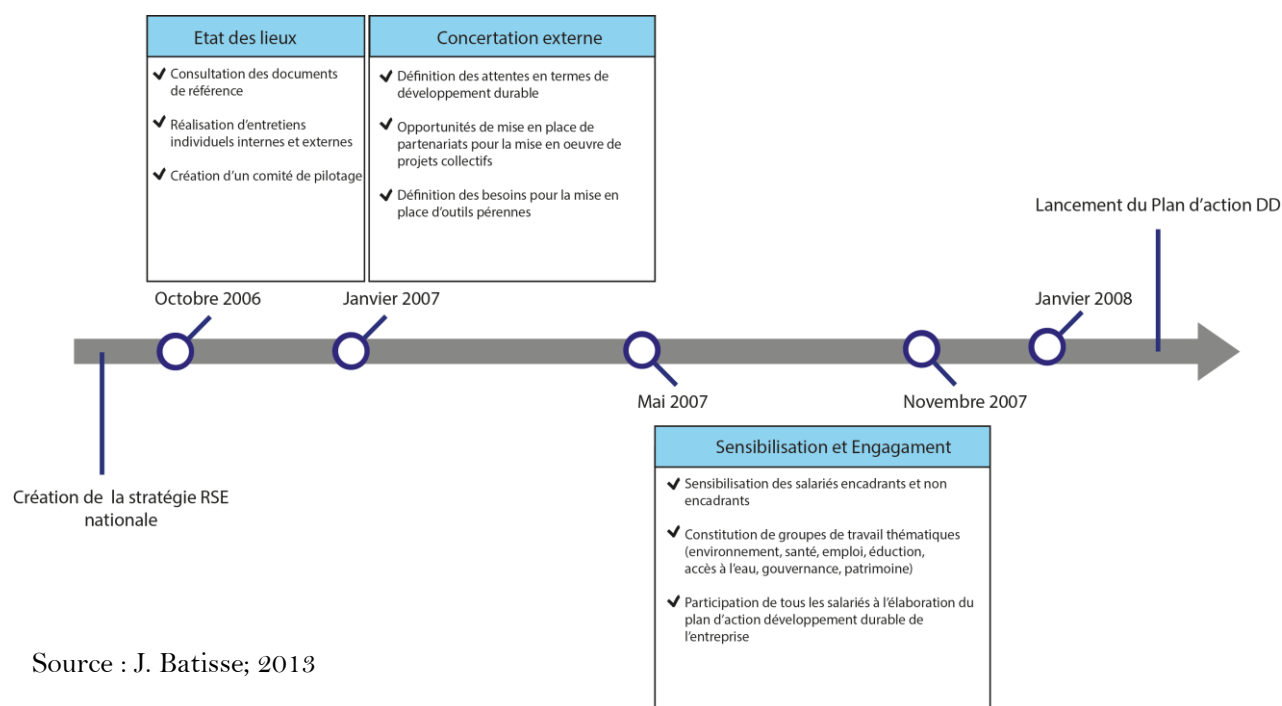 Etat des lieux
Consultation des documents
de référence
Réalisation d'entretiens
individuels internes et externes
Création d'un comité de pilotage
Concertation externe
Définition des attentes en termes de
développement durable
Opportunités de mise en place de
partenariats pour la mise en oeuvre de
projets collectifs
Définition des besoins pour la mise en
place d'outils pérennes
Lancement du Plan d'action DD
Octobre 2006
Janvier 2007
Janvier 2008
Mai 2007
Novembre 2007
Création de la stratégie RSE
nationale
Sensibilisation et Engagament
Sensibilisation des salariés encadrants et non
encadrants
Constitution de groupes de travail thématiques
(environnement, santé, emploi, éduction,
accès à l'eau, gouvernance, patrimoine)
Participation de tous les salariés à l'élaboration du
plan d'action développement durable de
l'entreprise
Source : J. Batisse; 2013